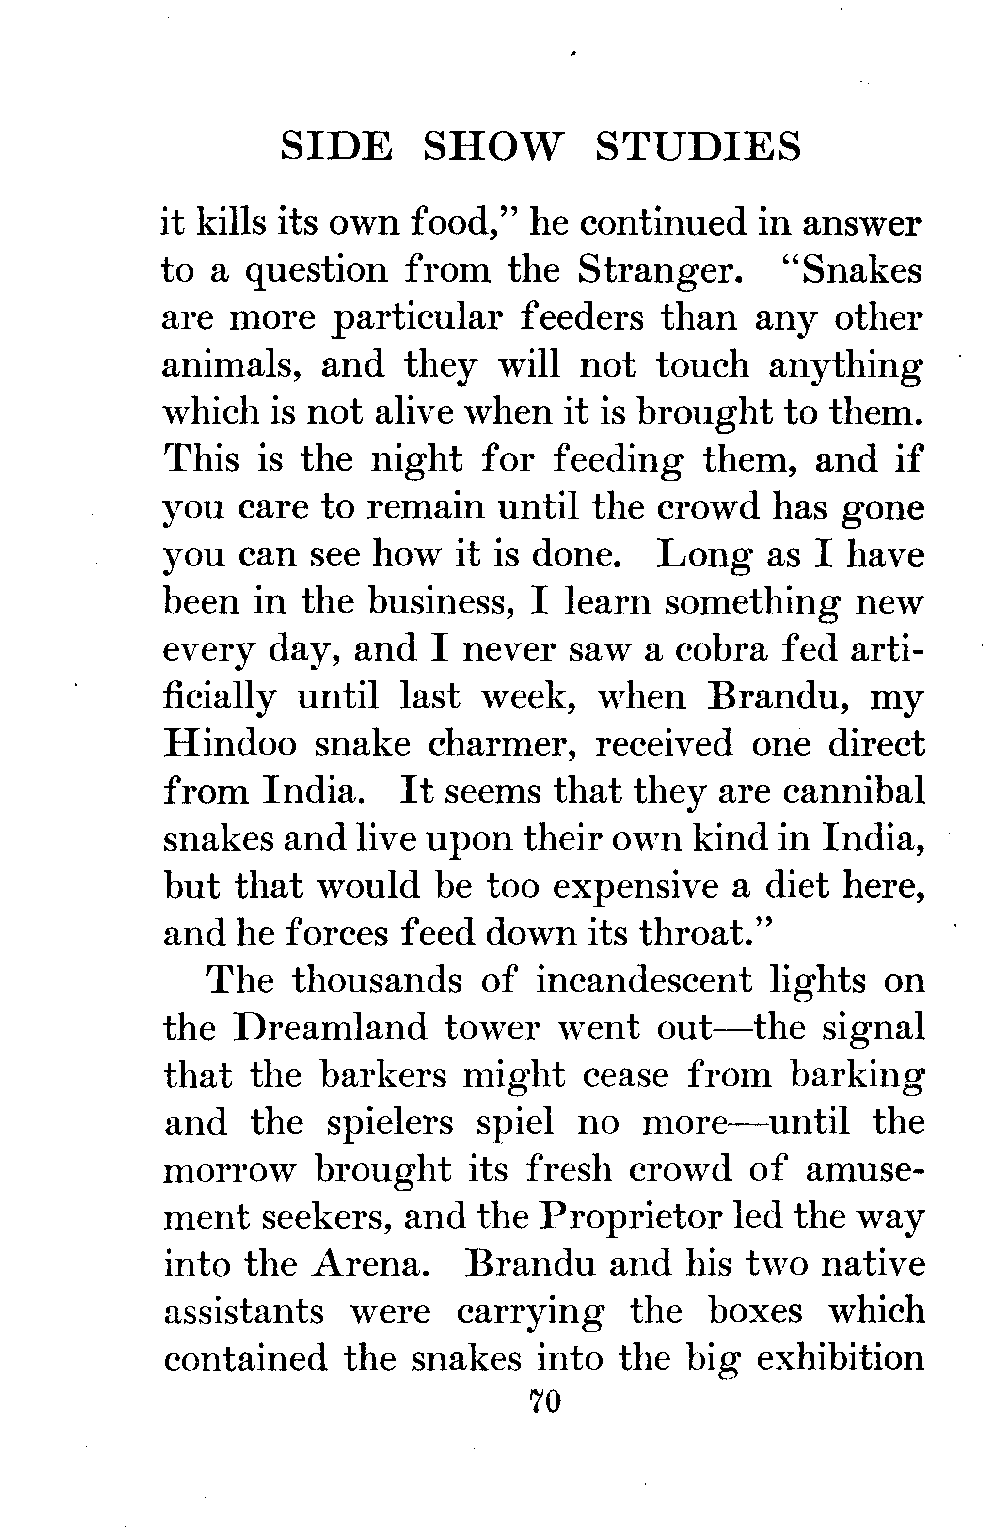 SIDE SHOW STUDIES
it kills its own food,” he continued in answer
to a question from the Stranger. “Snakes
are more particular feeders than any other
animals, and they will not touch anything
which is not alive when it is brought to them.
This is the night for feeding them, and if
you care to remain until the crowd has gone
you can see how it is done. Long as I have
been in the business, I learn something new
every day, and I never saw a cobra fed arti-
ficially until last week, when Brandu, my
Hindoo snake charmer, received one direct
from India. It seems that they are cannibal
snakes and live upon their own kind in India,
but that would be too expensive a diet here,
and he forces feed down its throat.”
The thousands of incandescent lights on
the Dreamland tower went out—the signal
that the barkers might cease from barking
and the spielers spiel no more—until the
morrow brought its fresh crowd of amuse-
ment seekers, and the Proprietor led the way
into the Arena. Brandu and his two native
assistants were carrying the boxes which
contained the snakes into the big exhibition
70